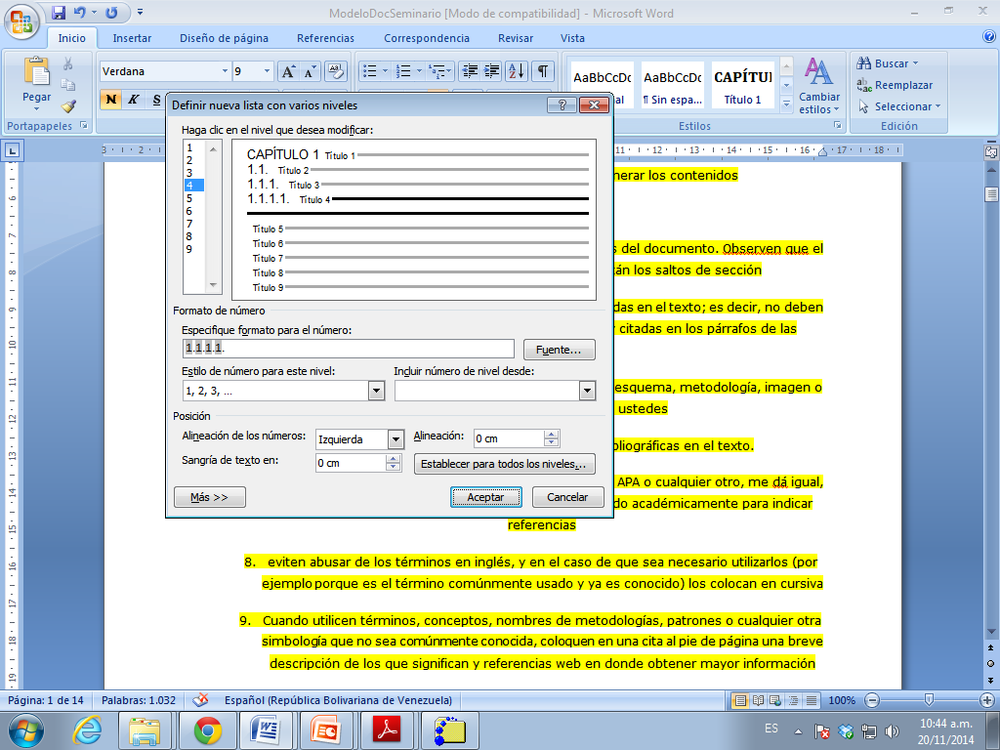 ModeloDocSeminario [Modo de compatibilidad] - Microsoft Word
Inicio Insertar Diseño de página Referencias Correspondencia Revisar Vista
Pegar
Portapapeles
Verdana 9
N K S
AaBbCcDc AaBbCcDc CAPÍTUI
al ¶ Sin espa... Título 1
Cambiar estilos
Estilos
Buscar
Reemplazar
Seleccionar
Edición
Definir nueva lista con varios niveles
Haga clic en el nivel que desea modificar:
1
2
3
4
5
6
7
8
9
CAPÍTULO 1 Título 1
1.1. Título 2
1.1.1. Título 3
1.1.1.1. Título 4
Título 5
Título 6
Título 7
Título 8
Título 9
Formato de número
Especifique formato para el número:
1.1.1.1.
Fuente...
Estilo de número para este nivel: Incluir número de nivel desde:
1, 2, 3, ...
Posición
Alineación de los números: Izquierda Alineación: 0 cm
Sangría de texto en: 0 cm Establecer para todos los niveles...
Más >> Aceptar Cancelar
3 · 2 11 · 12 · 13 · 14 · 15 · 16 · 17 · 18
nerar los contenidos
s del documento. Observen que el
tán los saltos de sección
das en el texto; es decir, no deben
r citadas en los párrafos de las
esquema, metodología, imagen o
ustedes
bliográficas en el texto.
APA o cualquier otro, me dá igual,
do académicamente para indicar
referencias
8. eviten abusar de los términos en inglés, y en el caso de que sea necesario utilizarlos (por
ejemplo porque es el término comúnmente usado y ya es conocido) los colocan en cursiva
9. Cuando utilicen términos, conceptos, nombres de metodologías, patrones o cualquier otra
simbología que no sea comúnmente conocida, coloquen en una cita al pie de página una breve
descripción de los que significan y referencias web en donde obtener mayor información
Página: 1 de 14 Palabras: 1.032 Español (República Bolivariana de Venezuela) 100%
ES 10:44 a.m.
20/11/2014